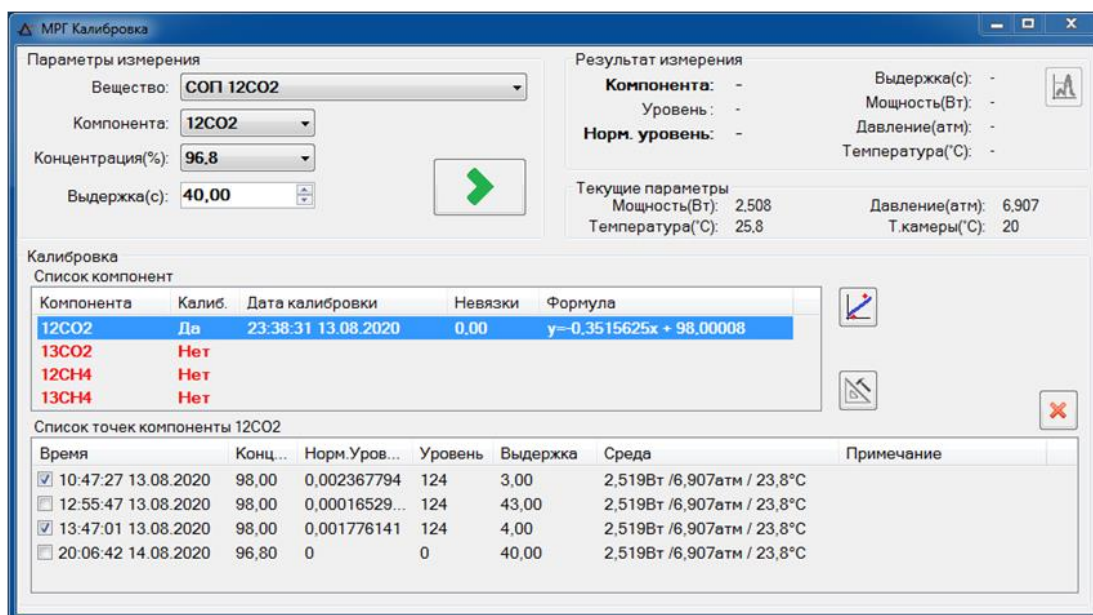 МРГ Калибровка
Параметры измерения
Вещество: СОП 12CO2
Компонента: 12CO2
Концентрация(%): 96,8
Выдержка(с): 40,00
Результат измерения
Компонента: - Выдержка(с): -
Уровень : - Мощность(Вт): -
Норм. уровень: - Давление(атм): -
Температура(°С): -
Текущие параметры
Мощность(Вт): 2,508 Давление(атм): 6,907
Температура(°С): 25,8 Т.камеры(°С): 20
Калибровка
Список компонент
Компонента Калиб. Дата калибровки Невязки Формула
12CO2 Да 23:38:31 13.08.2020 0,00 y=-0,3515625x + 98,00008
13CO2 Нет
12CH4 Нет
13CH4 Нет
Список точек компоненты 12CO2
Время Конц... Норм.Уров... Уровень Выдержка Среда Примечание
10:47:27 13.08.2020 98,00 0,002367794 124 3,00 2,519Вт /6,907атм / 23,8°С
12:55:47 13.08.2020 98,00 0,00016529... 124 43,00 2,519Вт /6,907атм / 23,8°С
13:47:01 13.08.2020 98,00 0,001776141 124 4,00 2,519Вт /6,907атм / 23,8°С
20:06:42 14.08.2020 96,80 0 0 40,00 2,519Вт /6,907атм / 23,8°С